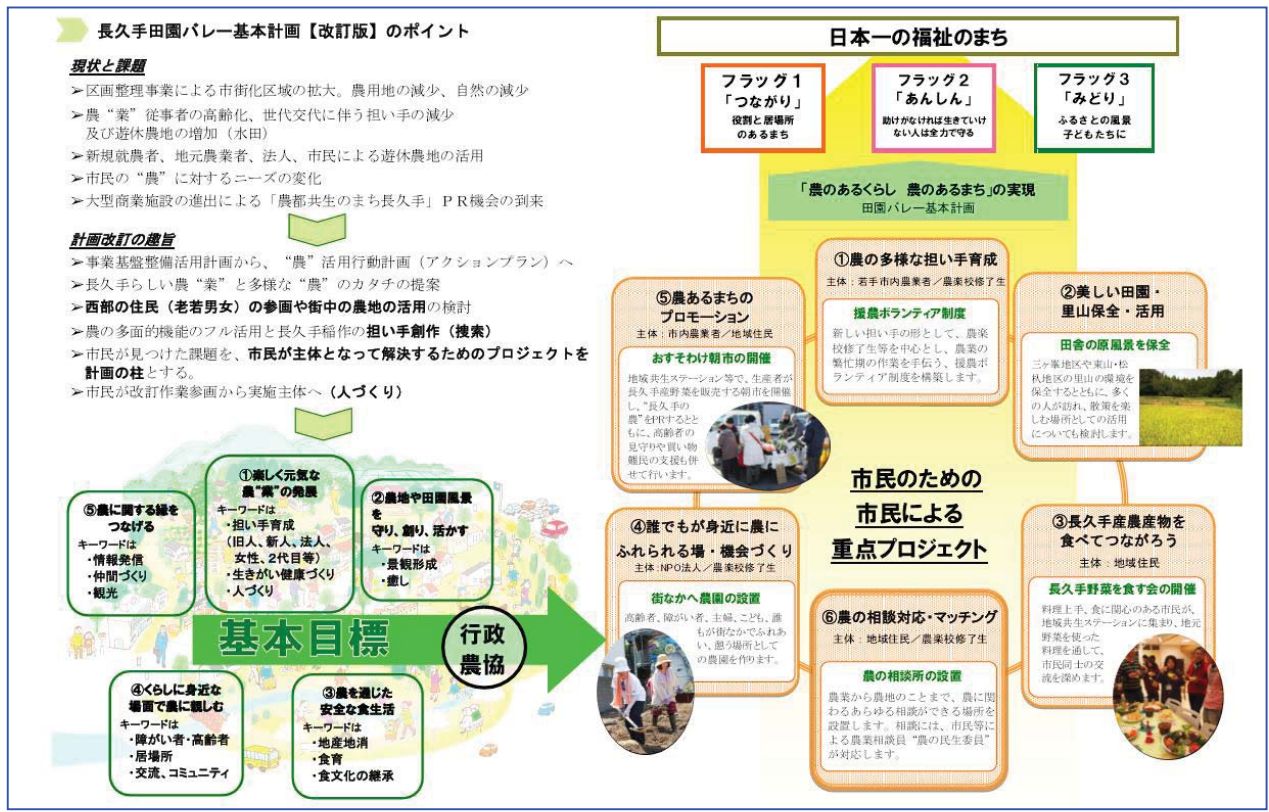 長久手田園バレー基本計画【改訂版】のポイント
現状と課題
➢区画整理事業による市街化区域の拡大。農用地の減少、自然の減少
➢農“業”従事者の高齢化、世代交代に伴う担い手の減少
及び遊休農地の増加（水田）
➢新規就農者、地元農業者、法人、市民による遊休農地の活用
➢市民の“農”に対するニーズの変化
➢大型商業施設の進出による「農都共生のまち長久手」ＰＲ機会の到来
計画改訂の趣旨
➢事業基盤整備活用計画から、“農”活用行動計画（アクションプラン）へ
➢長久手らしい農“業”と多様な“農”のカタチの提案
➢西部の住民（老若男女）の参画や街中の農地の活用の検討
➢農の多面的機能のフル活用と長久手稲作の担い手創作（捜索）
➢市民が見つけた課題を、市民が主体となって解決するためのプロジェクトを
計画の柱とする。
➢市民が改訂作業参画から実施主体へ（人づくり）
①楽しく元気な
農“業”の発展
キーワードは
・担い手育成
（旧人、新人、法人、
女性、2代目等）
・生きがい健康づくり
・人づくり
②農地や田園風景
を
守り、創り、活かす
キーワードは
・景観形成
・癒し
⑤農に関する縁を
つなげる
キーワードは
・情報発信
・仲間づくり
・観光
基本目標
行政
農協
④くらしに身近な
場面で農に親しむ
キーワードは
・障がい者・高齢者
・居場所
・交流、コミュニティ
③農を通じた
安全な食生活
キーワードは
・地産地消
・食育
・食文化の継承
日本一の福祉のまち
フラッグ１
「つながり」
役割と居場所
のあるまち
フラッグ２
「あんしん」
助けがなければ生きていけ
ない人は全力で守る
フラッグ３
「みどり」
ふるさとの風景
子どもたちに
「農のあるくらし 農のあるまち」の実現
田園バレー基本計画
①農の多様な担い手育成
主体：若手市内農業者／農楽校修了生
援農ボランティア制度
新しい担い手の形として、農楽
校修了生等を中心とし、農業の
繁忙期の作業を手伝う、援農ボ
ランティア制度を構築します。
②美しい田園・
里山保全・活用
田舎の原風景を保全
三ヶ峯地区や東山・松
杁地区の里山の環境を
保全するとともに、多く
の人が訪れ、散策を楽
しむ場所としての活用
についても検討します。
⑤農あるまちの
プロモーション
主体：市内農業者／地域住民
おすそわけ朝市の開催
地域共生ステーション等で、生産者が
長久手産野菜を販売する朝市を開催
し、“長久手の
農”をPRするとと
もに、高齢者の
見守りや買い物
難民の支援も併
せて行います。
市民のための
市民による
重点プロジェクト
④誰でもが身近に農に
ふれられる場・機会づくり
主体：NPO法人／農楽校修了生
街なかへ農園の設置
高齢者、障がい者、主婦、こども、誰
もが街なかでふれあ
い、憩う場所として
の農園を作ります。
③長久手産農産物を
食べてつながろう
主体：地域住民
長久手野菜を食す会の開催
料理上手、食に関心のある市民が、
地域共生ステーションに集まり、地元
野菜を使った
料理を通して、
市民同士の交
流を深めます。
⑥農の相談対応・マッチング
主体：地域住民／農楽校修了生
農の相談所の設置
農業から農地のことまで、農に関
わるあらゆる相談ができる場所を
設置します。相談には、市民等に
よる農業相談員“農の民生委員”
が対応します。